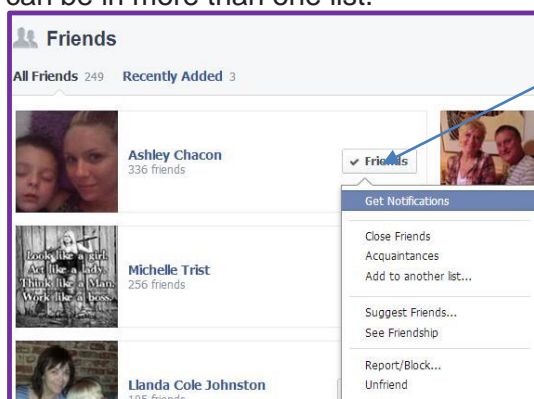 can be in more than one list.
Friends
All Friends 249 Recently Added 3
Ashley Chacon
336 friends
✔ Friends
Get Notifications
Close Friends
Acquaintances
Add to another list...
Suggest Friends...
See Friendship
Report/Block...
Unfriend
Look like a girl,
Act like a lady,
Think like a Man,
Work like a boss.
Michelle Trist
256 friends
Llanda Cole Johnston
195 friends